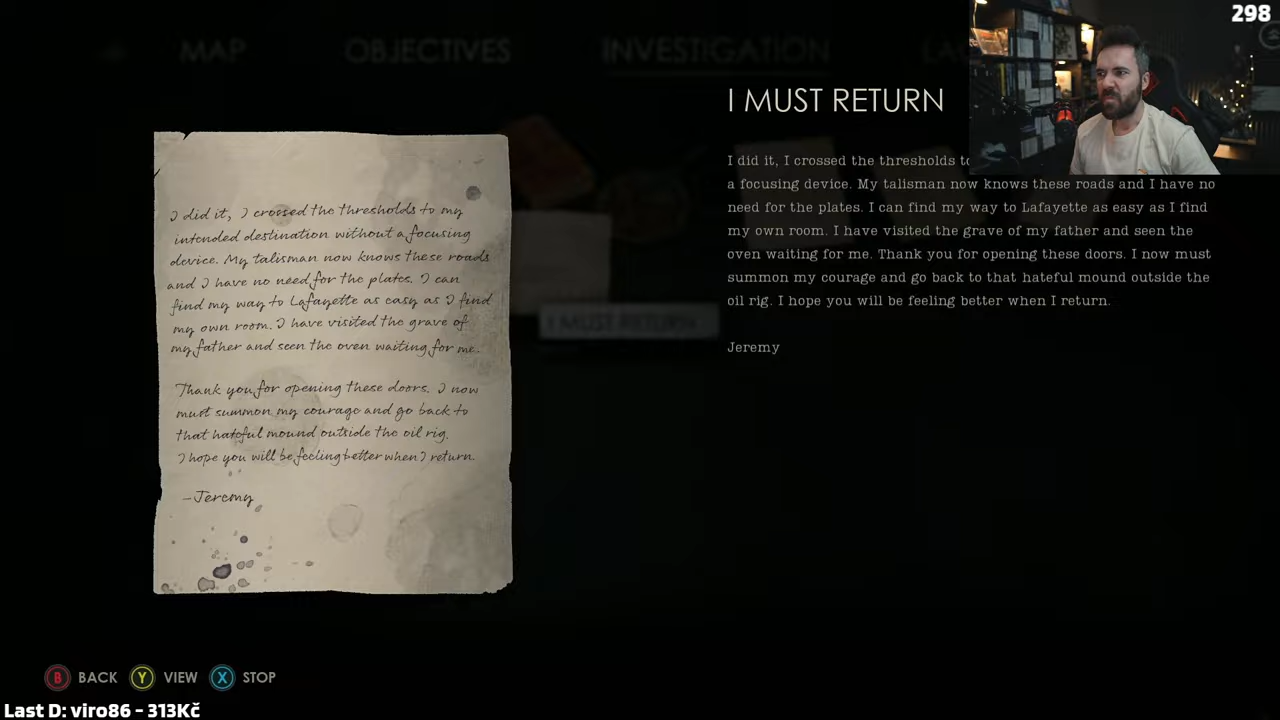 298
MAP
OBJECTIVES
INVESTIGATION
I MUST RETURN
I did it, I crossed the thresholds to my
intended destination without a focusing
device. My talisman now knows these roads
and I have no need for the plates. I can
find my way to Lafayette as easy as I find
my own room. I have visited the grave of
my father and seen the oven waiting for me.
Thank you for opening these doors. I now
must summon my courage and go back to
that hateful mound outside the oil rig.
I hope you will be feeling better when I return.
-Jeremy
I MUST RETURN
I did it, I crossed the thresholds to
a focusing device. My talisman now knows these roads and I have no
need for the plates. I can find my way to Lafayette as easy as I find
my own room. I have visited the grave of my father and seen the
oven waiting for me. Thank you for opening these doors. I now must
summon my courage and go back to that hateful mound outside the
oil rig. I hope you will be feeling better when I return.
Jeremy
B BACK Y VIEW X STOP
Last D: viro86 - 313Kč